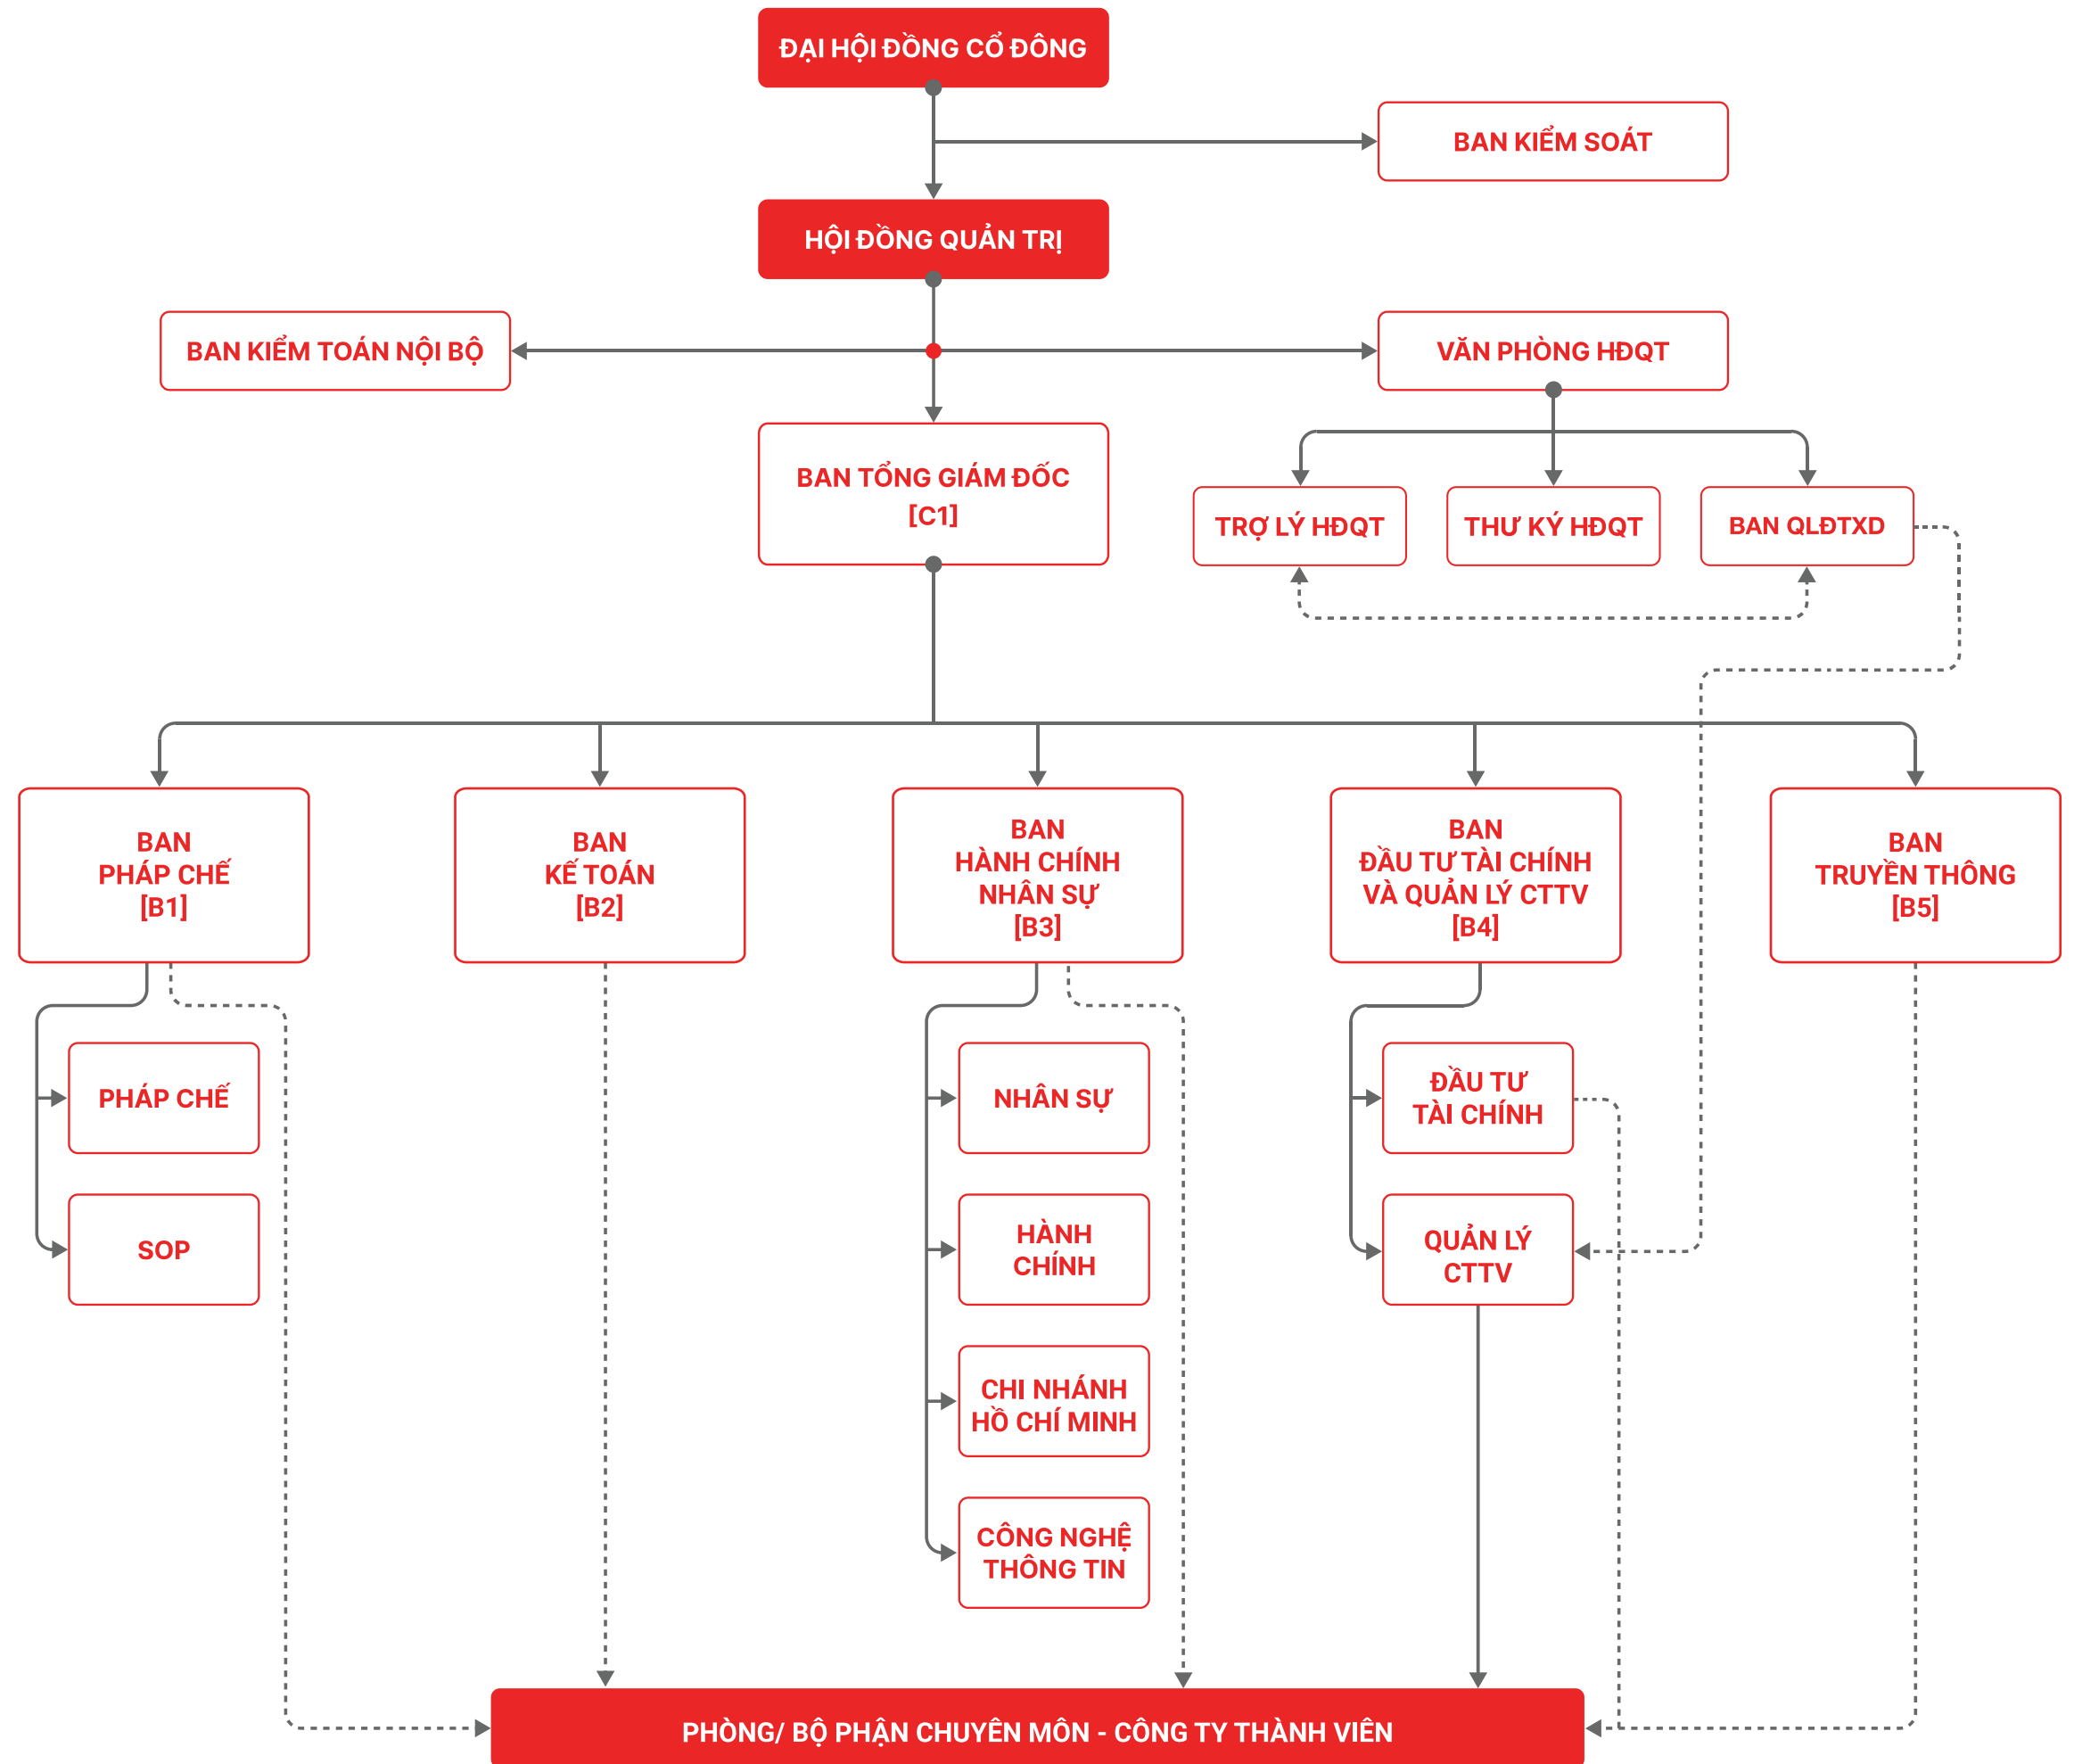 ĐẠI HỘI ĐỒNG CỔ ĐÔNG
BAN KIỂM SOÁT
HỘI ĐỒNG QUẢN TRỊ
BAN KIỂM TOÁN NỘI BỘ
VĂN PHÒNG HĐQT
BAN TỔNG GIÁM ĐỐC
[C1]
TRỢ LÝ HĐQT
THƯ KÝ HĐQT
BAN QLĐTXD
BAN
PHÁP CHẾ
[B1]
BAN
KẾ TOÁN
[B2]
BAN
HÀNH CHÍNH
NHÂN SỰ
[B3]
BAN
ĐẦU TƯ TÀI CHÍNH
VÀ QUẢN LÝ CTTV
[B4]
BAN
TRUYỀN THÔNG
[B5]
PHÁP CHẾ
SOP
NHÂN SỰ
HÀNH
CHÍNH
CHI NHÁNH
HỒ CHÍ MINH
CÔNG NGHỆ
THÔNG TIN
ĐẦU TƯ
TÀI CHÍNH
QUẢN LÝ
CTTV
PHÒNG/ BỘ PHẬN CHUYÊN MÔN - CÔNG TY THÀNH VIÊN